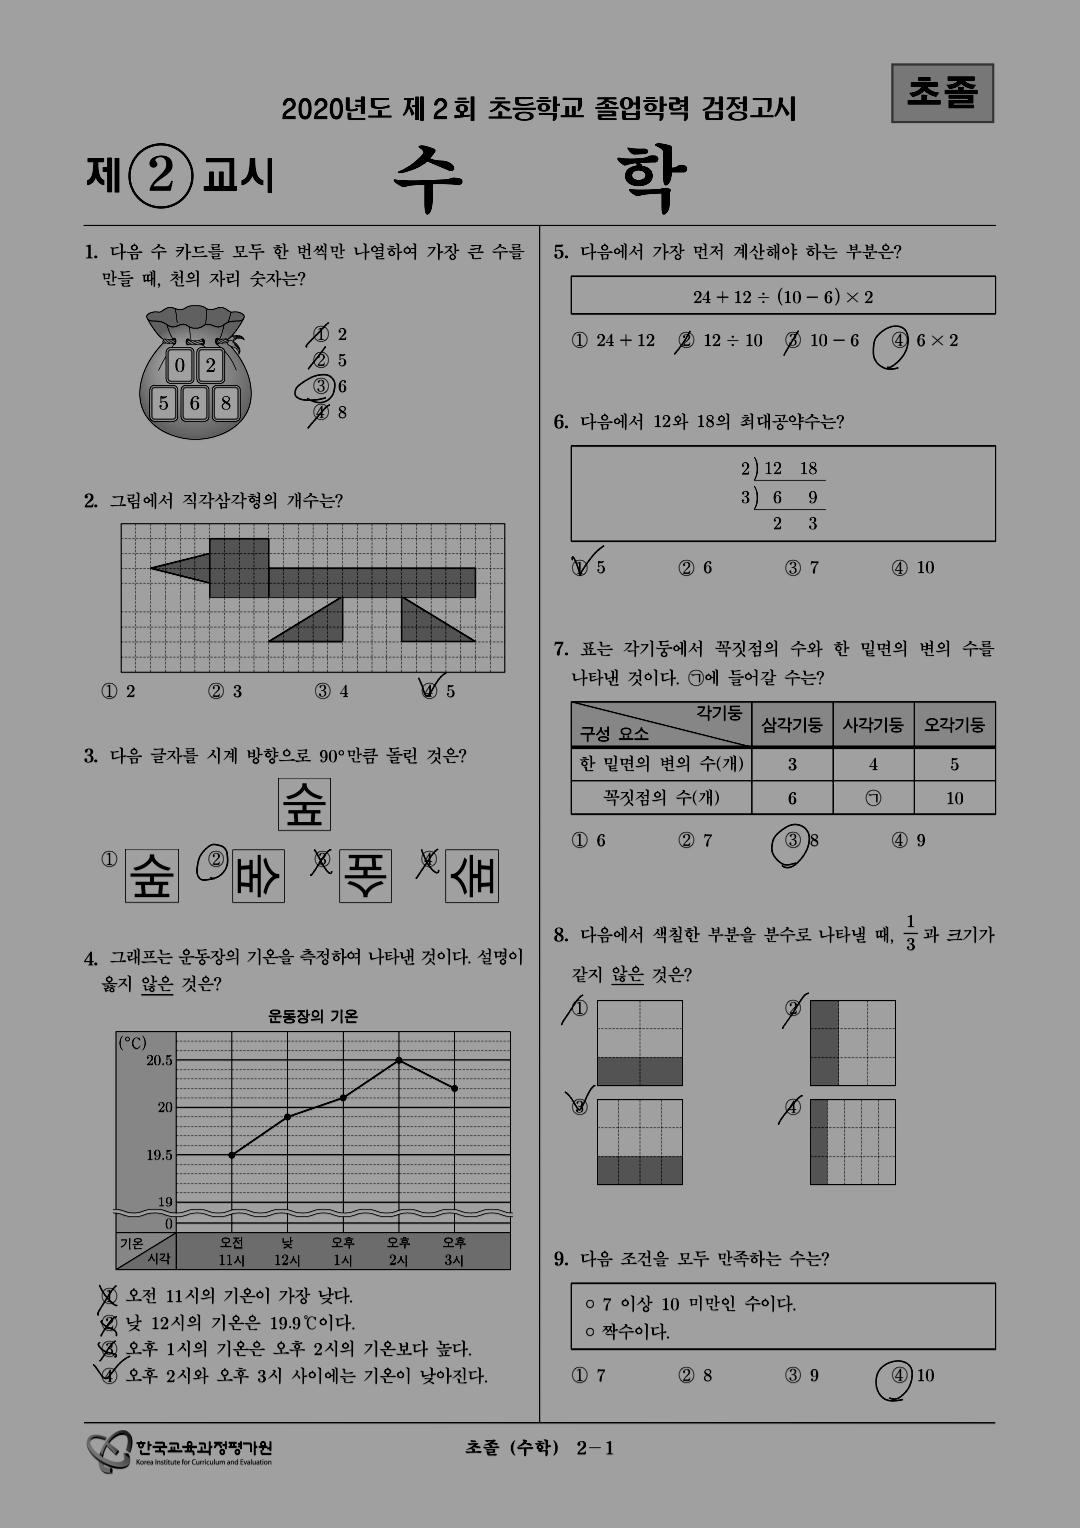 초졸
2020년도 제 2 회 초등학교 졸업학력 검정고시
제 2 교시 수 학
1. 다음 수 카드를 모두 한 번씩만 나열하여 가장 큰 수를
만들 때, 천의 자리 숫자는?
0 2
5 6 8
① 2
② 5
③ 6
④ 8
2. 그림에서 직각삼각형의 개수는?
① 2 ② 3 ③ 4 ④ 5
3. 다음 글자를 시계 방향으로 90°만큼 돌린 것은?
숲
① 숲 ② 숲 ③ 숲 ④ 숲
4. 그래프는 운동장의 기온을 측정하여 나타낸 것이다. 설명이
옳지 않은 것은?
운동장의 기온
(°C)
20.5
20
19.5
19
0
기온 시각
오전 11시 낮 12시 오후 1시 오후 2시 오후 3시
① 오전 11시의 기온이 가장 낮다.
② 낮 12시의 기온은 19.9℃이다.
③ 오후 1시의 기온은 오후 2시의 기온보다 높다.
④ 오후 2시와 오후 3시 사이에는 기온이 낮아진다.
5. 다음에서 가장 먼저 계산해야 하는 부분은?
24 + 12 ÷ (10 − 6) × 2
① 24 + 12 ② 12 ÷ 10 ③ 10 − 6 ④ 6 × 2
6. 다음에서 12와 18의 최대공약수는?
2) 12 18
3) 6 9
2 3
① 5 ② 6 ③ 7 ④ 10
7. 표는 각기둥에서 꼭짓점의 수와 한 밑면의 변의 수를
나타낸 것이다. ㉠에 들어갈 수는?
구성 요소 각기둥 삼각기둥 사각기둥 오각기둥
한 밑면의 변의 수(개) 3 4 5
꼭짓점의 수(개) 6 ㉠ 10
① 6 ② 7 ③ 8 ④ 9
8. 다음에서 색칠한 부분을 분수로 나타낼 때, 1/3 과 크기가
같지 않은 것은?
① ②
③ ④
9. 다음 조건을 모두 만족하는 수는?
○ 7 이상 10 미만인 수이다.
○ 짝수이다.
① 7 ② 8 ③ 9 ④ 10
한국교육과정평가원
Korea Institute for Curriculum and Evaluation
초졸 (수학) 2－1